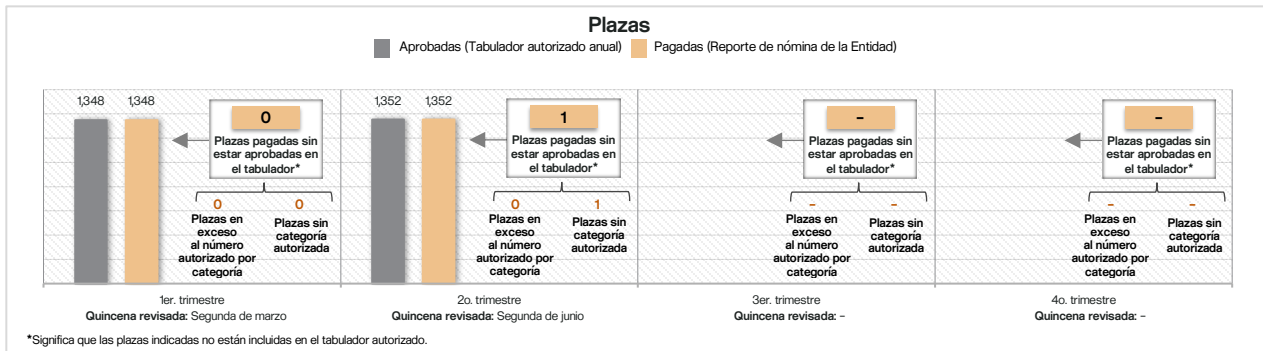 Plazas
Aprobadas (Tabulador autorizado anual)
Pagadas (Reporte de nómina de la Entidad)
1,348
1,348
0
Plazas pagadas sin
estar aprobadas en
el tabulador*
0
0
Plazas en
exceso
al número
autorizado por
categoría
Plazas sin
categoría
autorizada
1er. trimestre
Quincena revisada: Segunda de marzo
1,352
1,352
1
Plazas pagadas sin
estar aprobadas en
el tabulador*
0
1
Plazas en
exceso
al número
autorizado por
categoría
Plazas sin
categoría
autorizada
2o. trimestre
Quincena revisada: Segunda de junio
-
Plazas pagadas sin
estar aprobadas en
el tabulador*
-
-
Plazas en
exceso
al número
autorizado por
categoría
Plazas sin
categoría
autorizada
3er. trimestre
Quincena revisada: -
-
Plazas pagadas sin
estar aprobadas en
el tabulador*
-
-
Plazas en
exceso
al número
autorizado por
categoría
Plazas sin
categoría
autorizada
4o. trimestre
Quincena revisada: -
*Significa que las plazas indicadas no están incluidas en el tabulador autorizado.